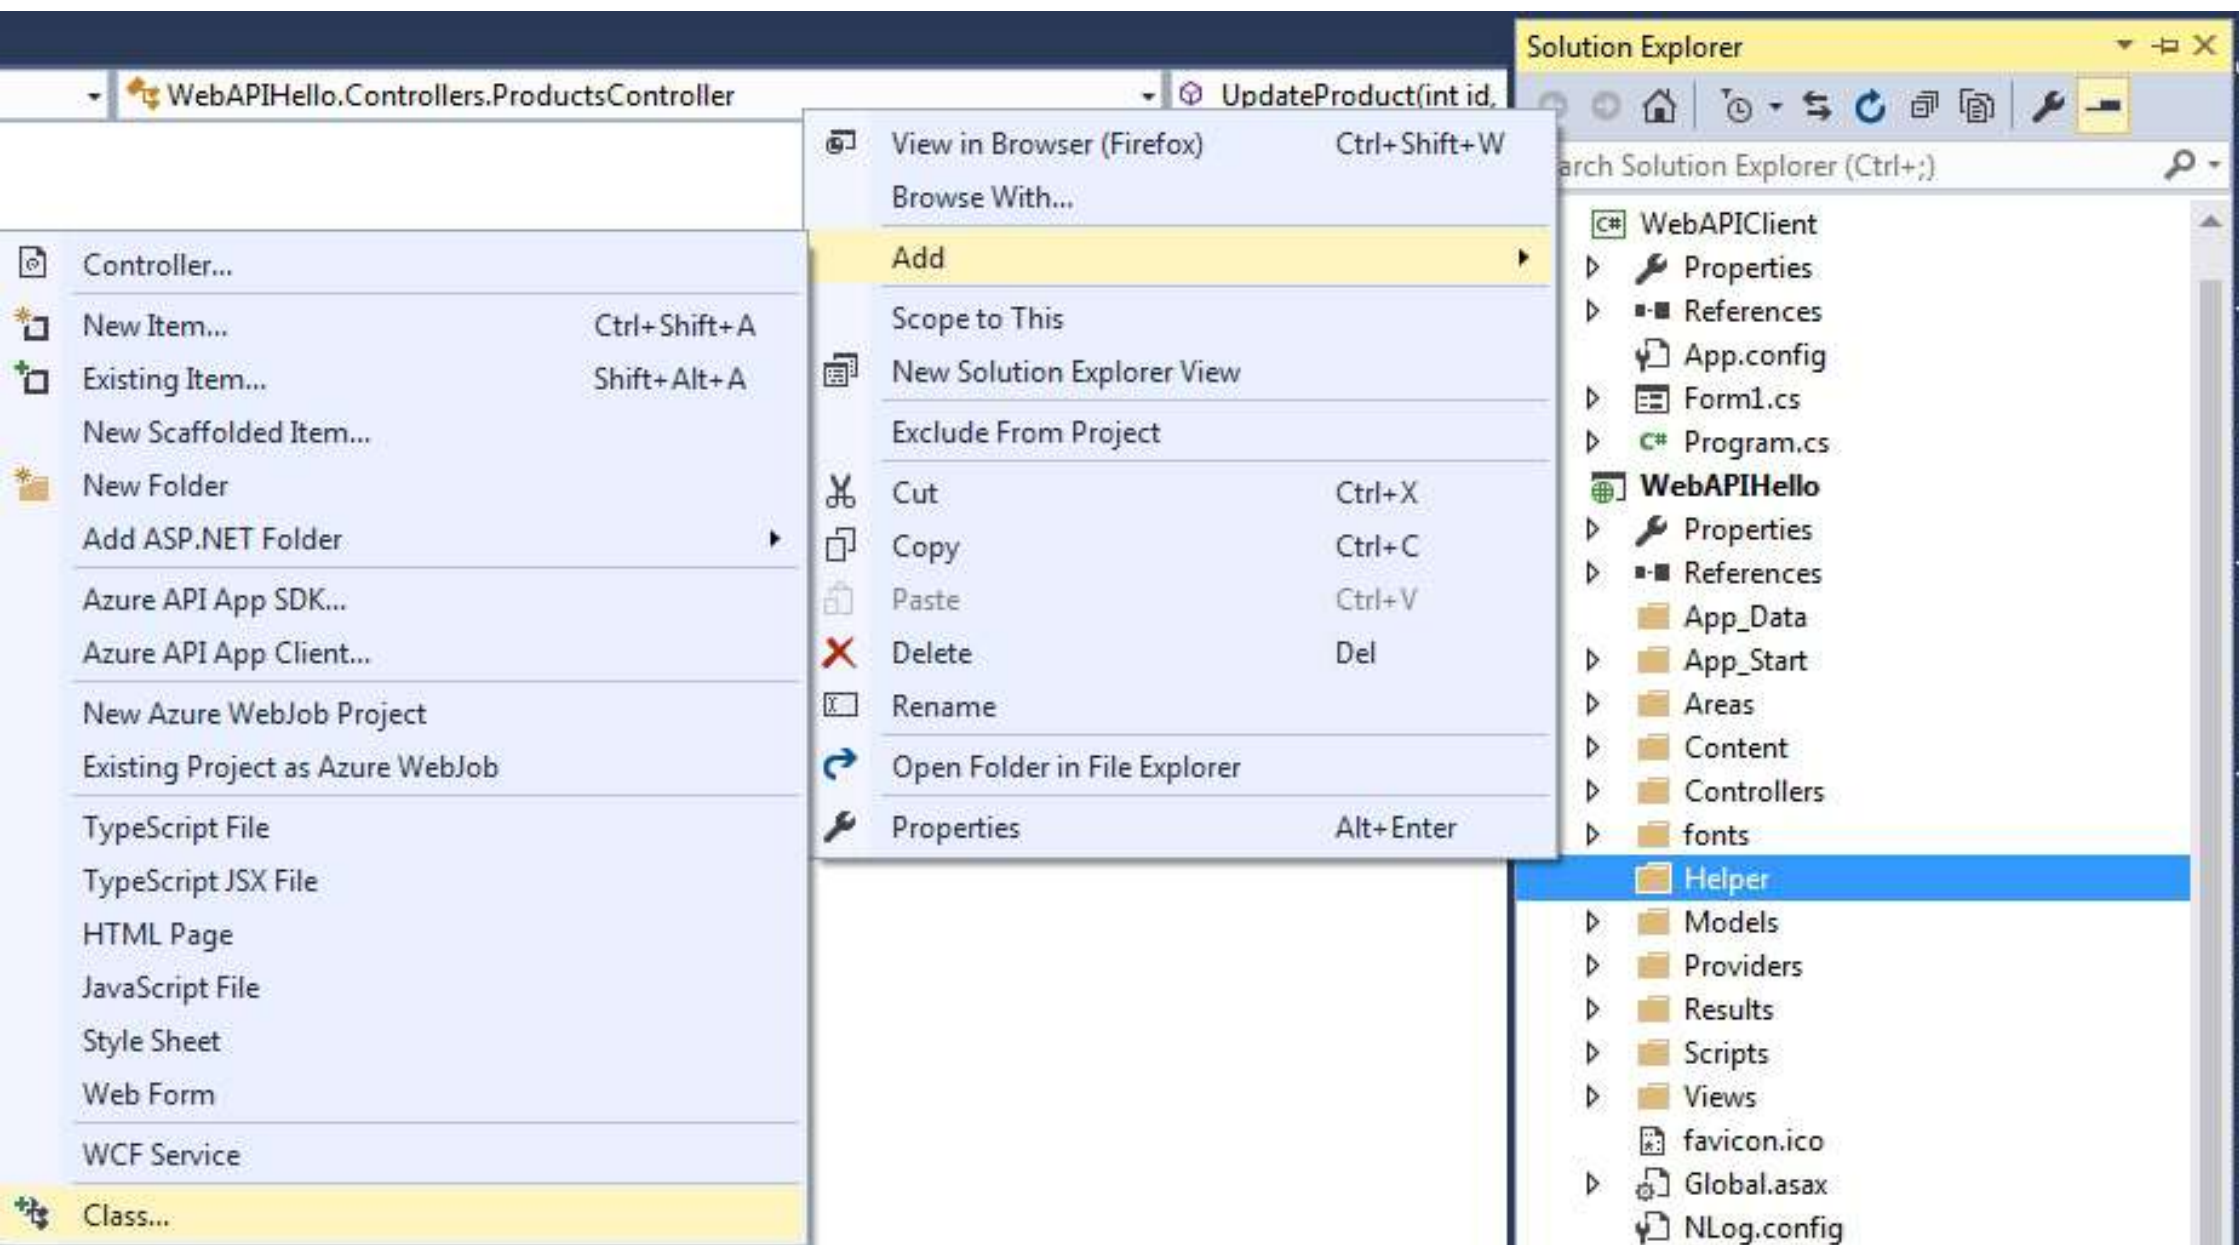 WebAPIHello.Controllers.ProductsController
UpdateProduct(int id,
View in Browser (Firefox) Ctrl+Shift+W
Browse With...
Add
Scope to This
New Solution Explorer View
Exclude From Project
Cut Ctrl+X
Copy Ctrl+C
Paste Ctrl+V
Delete Del
Rename
Open Folder in File Explorer
Properties Alt+Enter
Controller...
New Item... Ctrl+Shift+A
Existing Item... Shift+Alt+A
New Scaffolded Item...
New Folder
Add ASP.NET Folder
Azure API App SDK...
Azure API App Client...
New Azure WebJob Project
Existing Project as Azure WebJob
TypeScript File
TypeScript JSX File
HTML Page
JavaScript File
Style Sheet
Web Form
WCF Service
Class...
Solution Explorer
arch Solution Explorer (Ctrl+;)
C# WebAPIClient
Properties
References
App.config
Form1.cs
C# Program.cs
WebAPIHello
Properties
References
App_Data
App_Start
Areas
Content
Controllers
fonts
Helper
Models
Providers
Results
Scripts
Views
favicon.ico
Global.asax
NLog.config